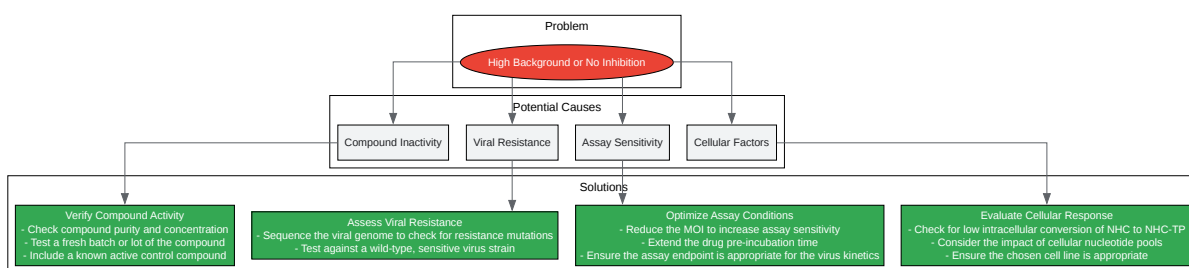 Problem
High Background or No Inhibition
Potential Causes
Compound Inactivity
Viral Resistance
Assay Sensitivity
Cellular Factors
Solutions
Verify Compound Activity
- Check compound purity and concentration
- Test a fresh batch or lot of the compound
- Include a known active control compound
Assess Viral Resistance
- Sequence the viral genome to check for resistance mutations
- Test against a wild-type, sensitive virus strain
Optimize Assay Conditions
- Reduce the MOI to increase assay sensitivity
- Extend the drug pre-incubation time
- Ensure the assay endpoint is appropriate for the virus kinetics
Evaluate Cellular Response
- Check for low intracellular conversion of NHC to NHC-TP
- Consider the impact of cellular nucleotide pools
- Ensure the chosen cell line is appropriate